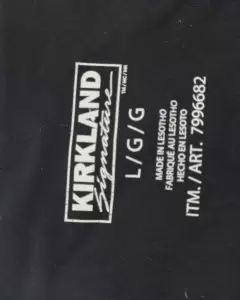 KIRKLAND
Signature
TM/MC/MR
L / G / G
MADE IN LESOTHO
FABRIQUÉ AU LESOTHO
HECHO EN LESOTO
ITM. / ART. 7996682